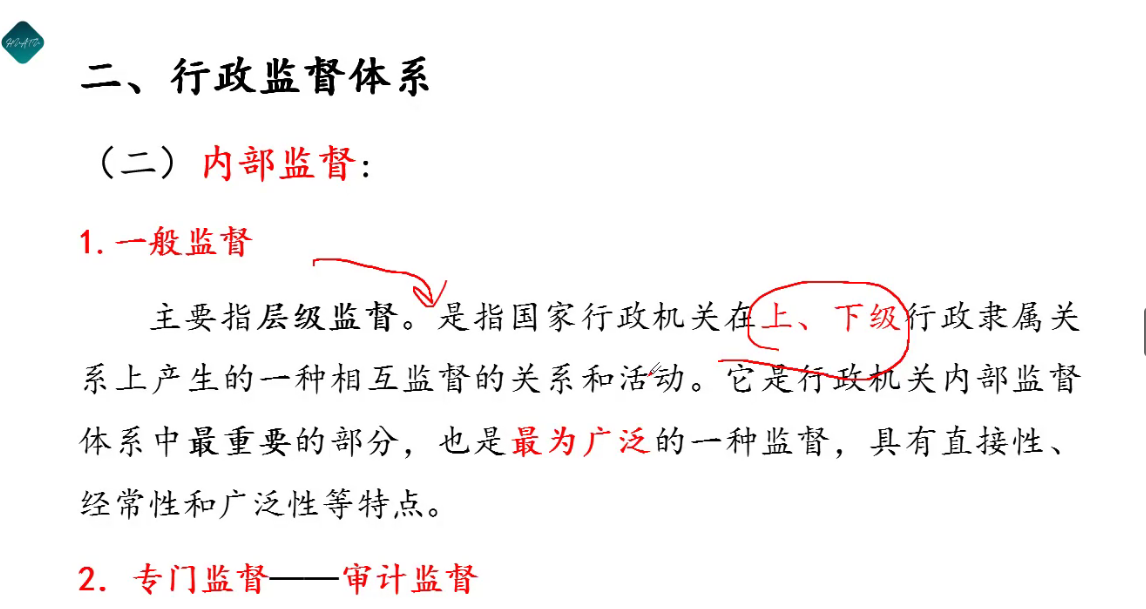 二、行政监督体系
（二）内部监督：
1. 一般监督
主要指层级监督。是指国家行政机关在上、下级行政隶属关
系上产生的一种相互监督的关系和活动。它是行政机关内部监督
体系中最重要的部分，也是最为广泛的一种监督，具有直接性、
经常性和广泛性等特点。
2. 专门监督——审计监督